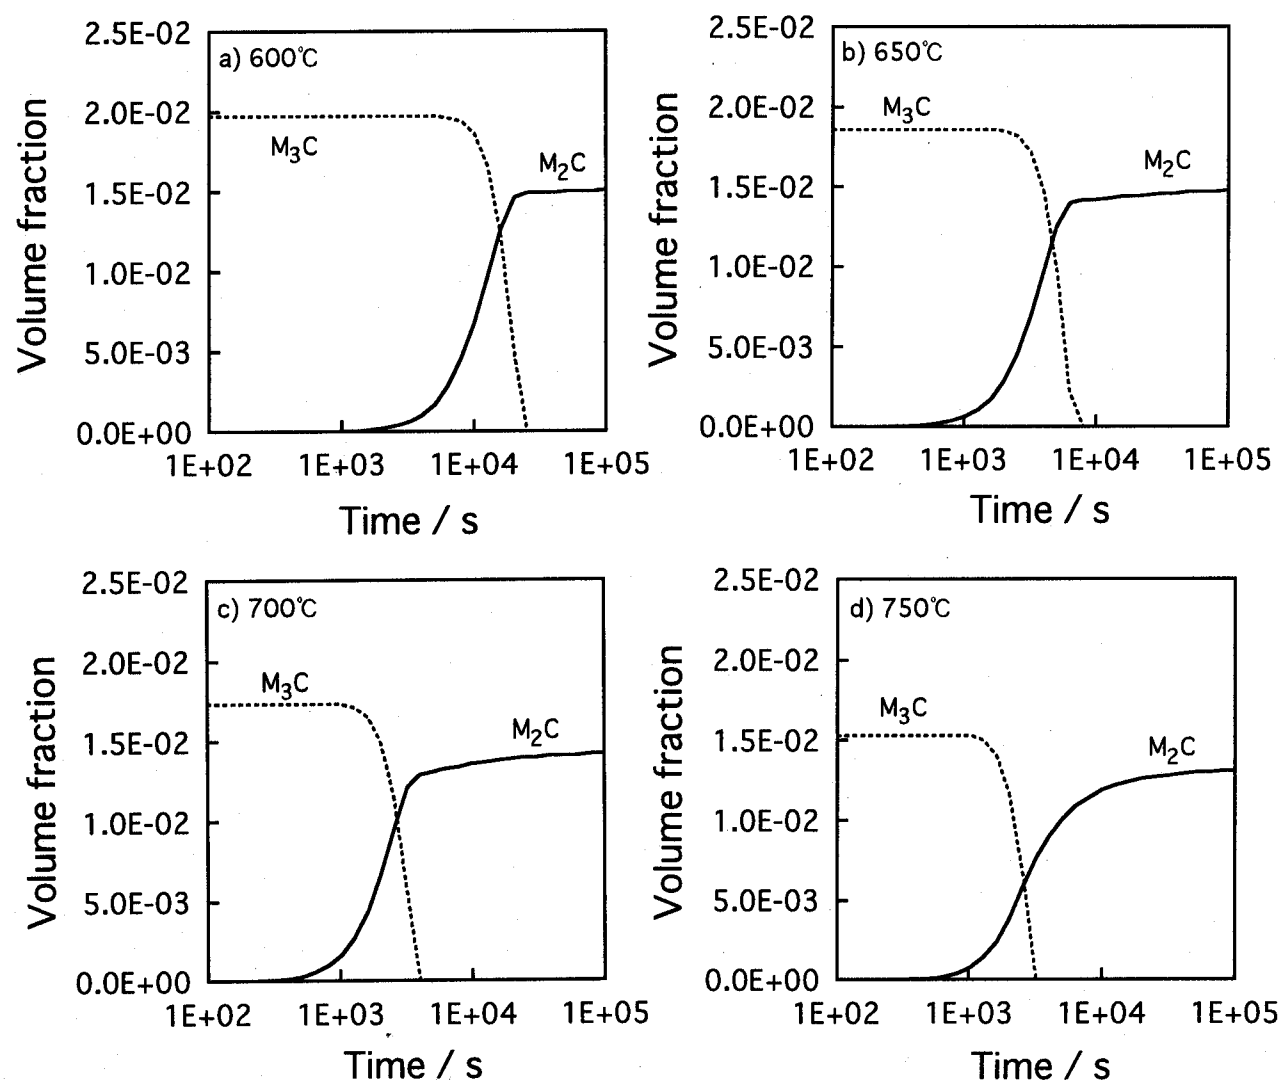 a) 600℃
2.5E-02
2.0E-02
1.5E-02
1.0E-02
5.0E-03
0.0E+00
Volume fraction
M₃C
M₂C
1E+02 1E+03 1E+04 1E+05
Time / s
b) 650℃
2.5E-02
2.0E-02
1.5E-02
1.0E-02
5.0E-03
0.0E+00
Volume fraction
M₃C
M₂C
1E+02 1E+03 1E+04 1E+05
Time / s
c) 700℃
2.5E-02
2.0E-02
1.5E-02
1.0E-02
5.0E-03
0.0E+00
Volume fraction
M₃C
M₂C
1E+02 1E+03 1E+04 1E+05
Time / s
d) 750℃
2.5E-02
2.0E-02
1.5E-02
1.0E-02
5.0E-03
0.0E+00
Volume fraction
M₃C
M₂C
1E+02 1E+03 1E+04 1E+05
Time / s